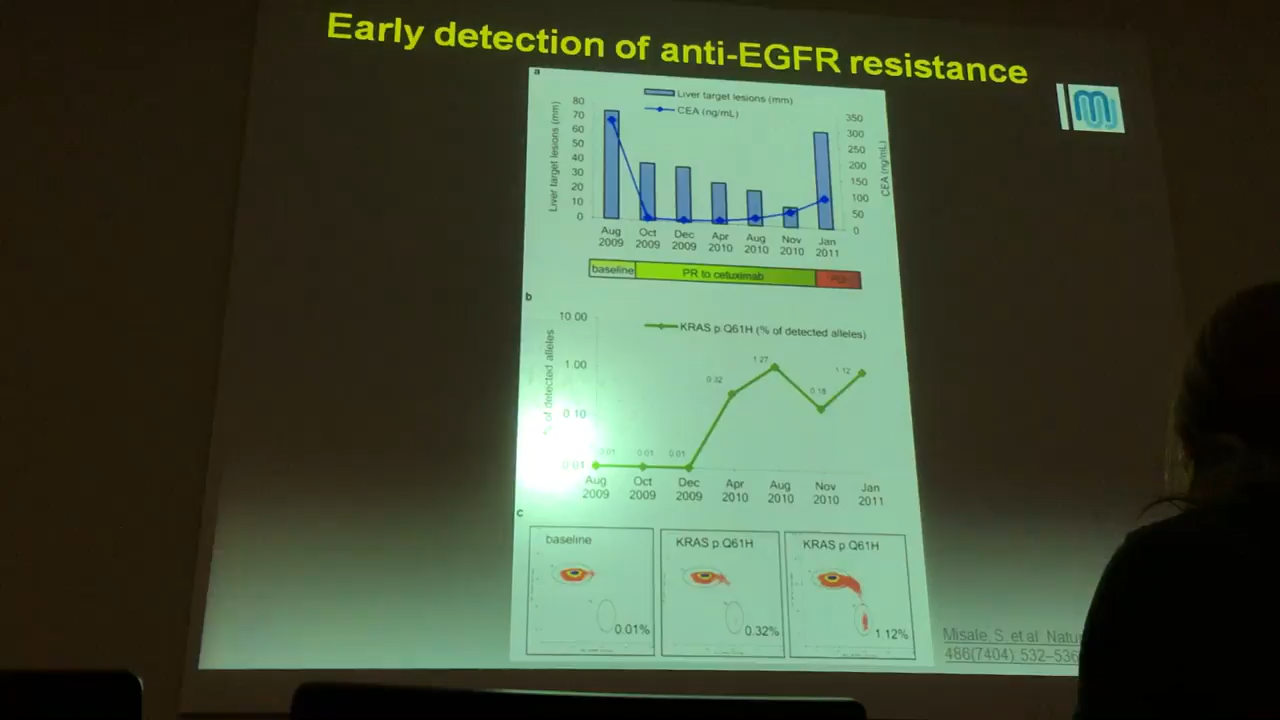 Early detection of anti-EGFR resistance
a
Liver target lesions (mm)
CEA (ng/mL)
Liver target lesions (mm)
80
70
60
50
40
30
20
10
0
350
300
250
200
150
100
50
0
CEA (ng/mL)
Aug Oct Dec Apr Aug Nov Jan
2009 2009 2009 2010 2010 2010 2011
baseline PR to cetuximab
b
KRAS p.Q61H (% of detected alleles)
% of detected alleles
10.00
1.00
0.10
0.01
0.01 0.01 0.01 0.32 1.27 0.18 1.12
Aug Oct Dec Apr Aug Nov Jan
2009 2009 2009 2010 2010 2010 2011
c
baseline KRAS p.Q61H KRAS p.Q61H
0.01% 0.32% 1.12%
Misale, S. et al. Natu
486(7404) 532–536